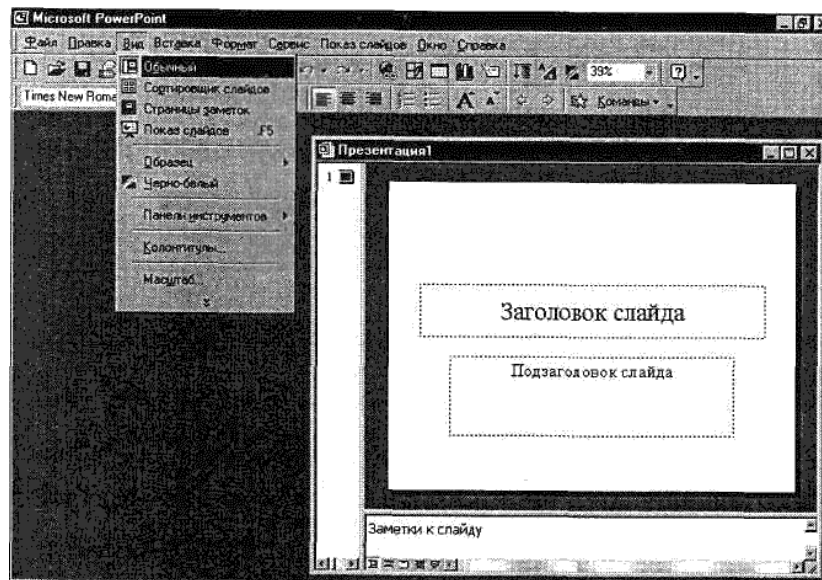 Microsoft PowerPoint
Файл Правка Вид Вставка Формат Сервис Показ слайдов Окно Справка
Обычный
39%
Сортировщик слайдов
Times New Roma
Страницы заметок
Команды
Показ слайдов F5
Презентация1
Образец
1
Черно-белый
Панели инструментов
Колонтитулы...
Масштаб...
Заголовок слайда
Подзаголовок слайда
Заметки к слайду